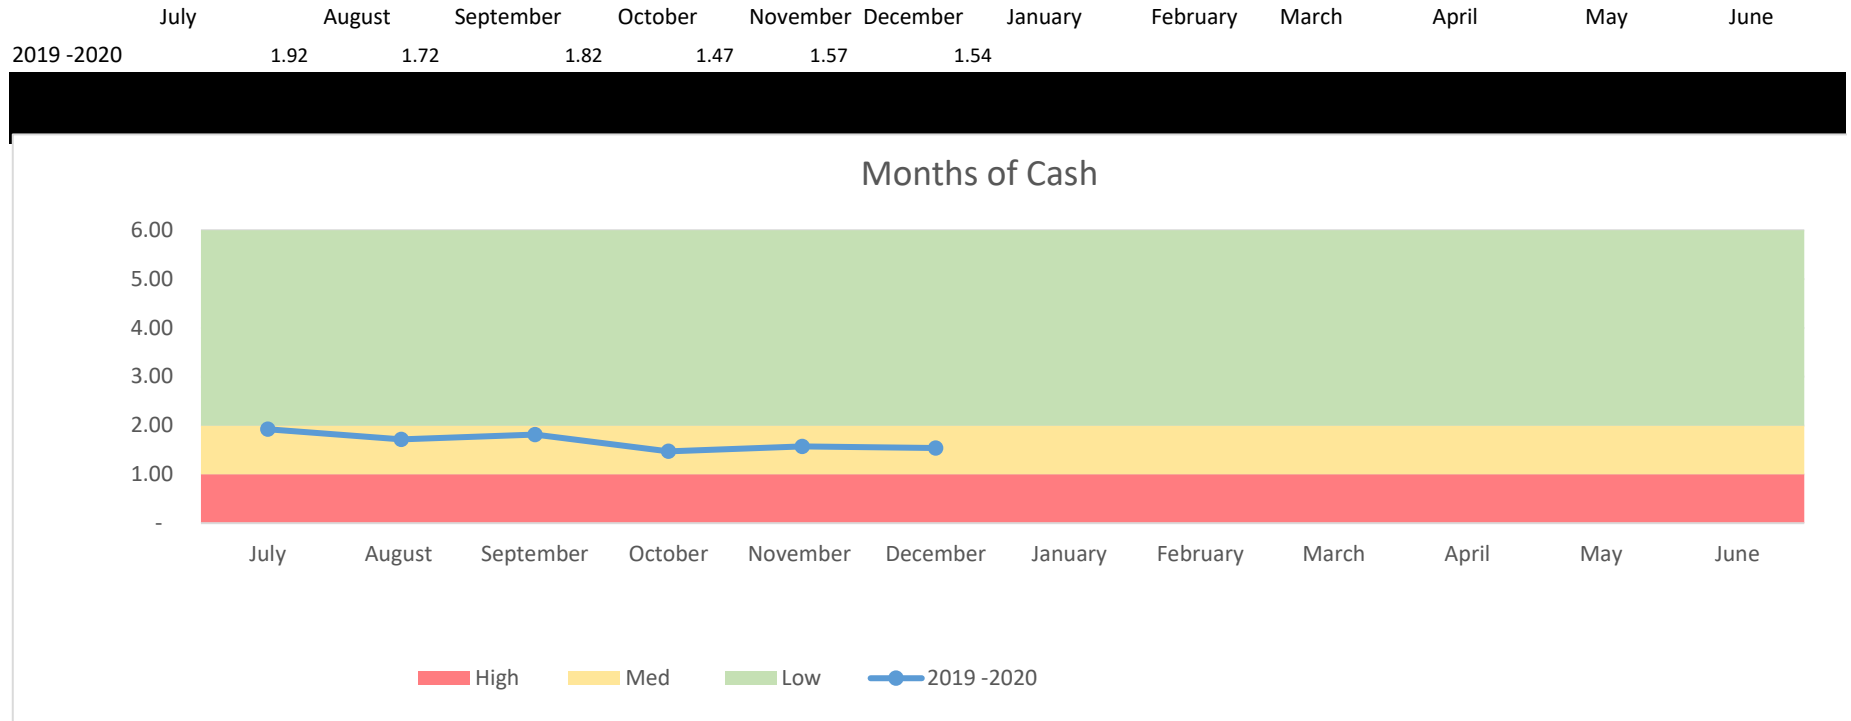 July August September October November December January February March April May June
2019 -2020 1.92 1.72 1.82 1.47 1.57 1.54
Months of Cash
6.00
5.00
4.00
3.00
2.00
1.00
-
July August September October November December January February March April May June
High Med Low 2019 -2020